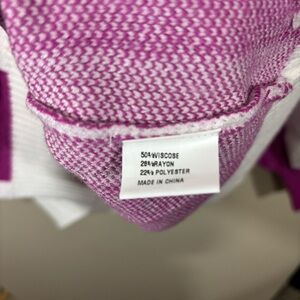 50%VISCOSE
28%RAYON
22% POLYESTER
MADE IN CHINA